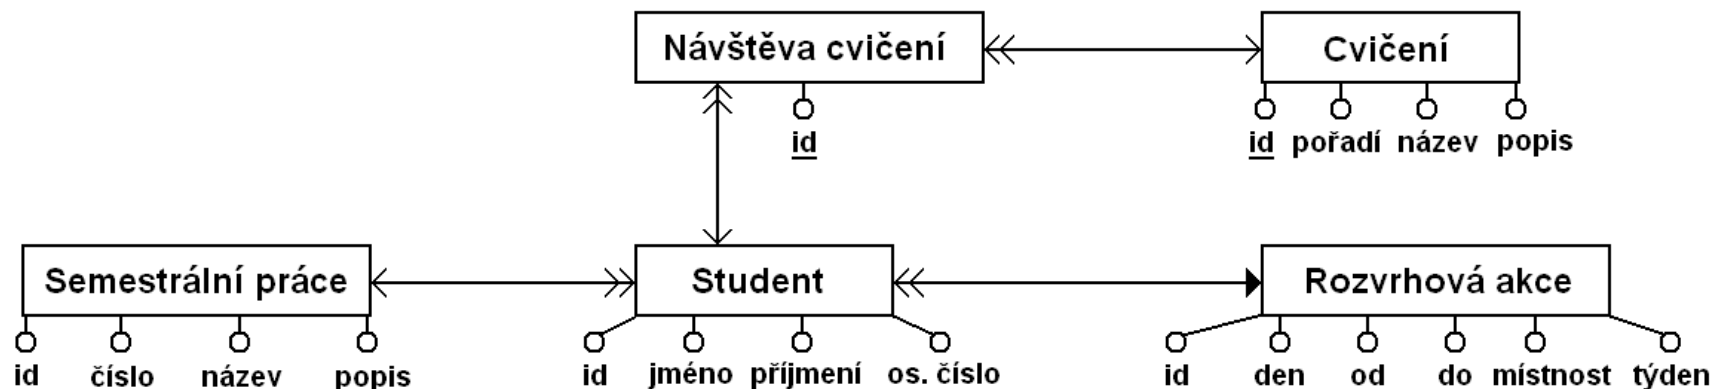 Návštěva cvičení
Cvičení
id
id pořadí název popis
Semestrální práce
Student
Rozvrhová akce
id číslo název popis
id jméno příjmení os. číslo
id den od do místnost týden